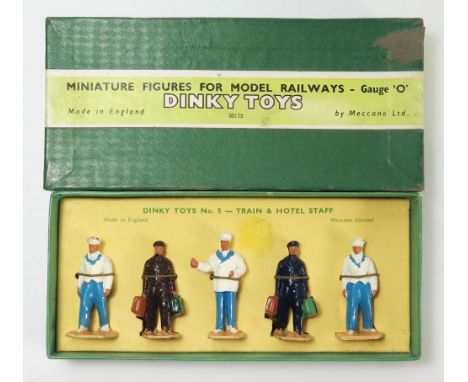 MINIATURE FIGURES FOR MODEL RAILWAYS - Gauge 'O'
DINKY TOYS
Made in England 50172 by Meccano Ltd.
DINKY TOYS No. 5 — TRAIN & HOTEL STAFF
Made in England Meccano Limited